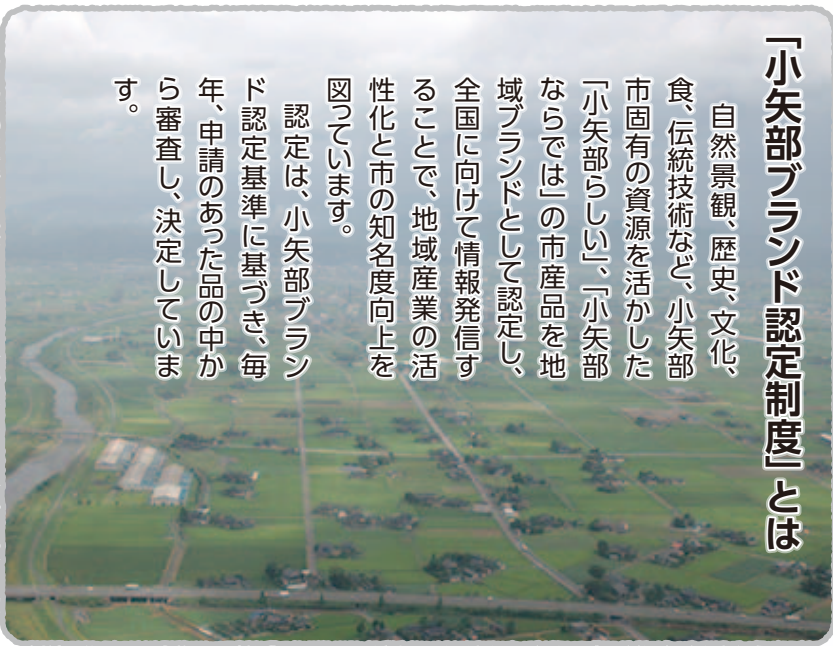 「小矢部ブランド認定制度」とは
自然景観、歴史、文化、
食、伝統技術など、小矢部
市固有の資源を活かした
「小矢部らしい」、「小矢部
ならでは」の市産品を地
域ブランドとして認定し、
全国に向けて情報発信す
ることで、地域産業の活
性化と市の知名度向上を
図っています。
認定は、小矢部ブラン
ド認定基準に基づき、毎
年、申請のあった品の中か
ら審査し、決定していま
す。